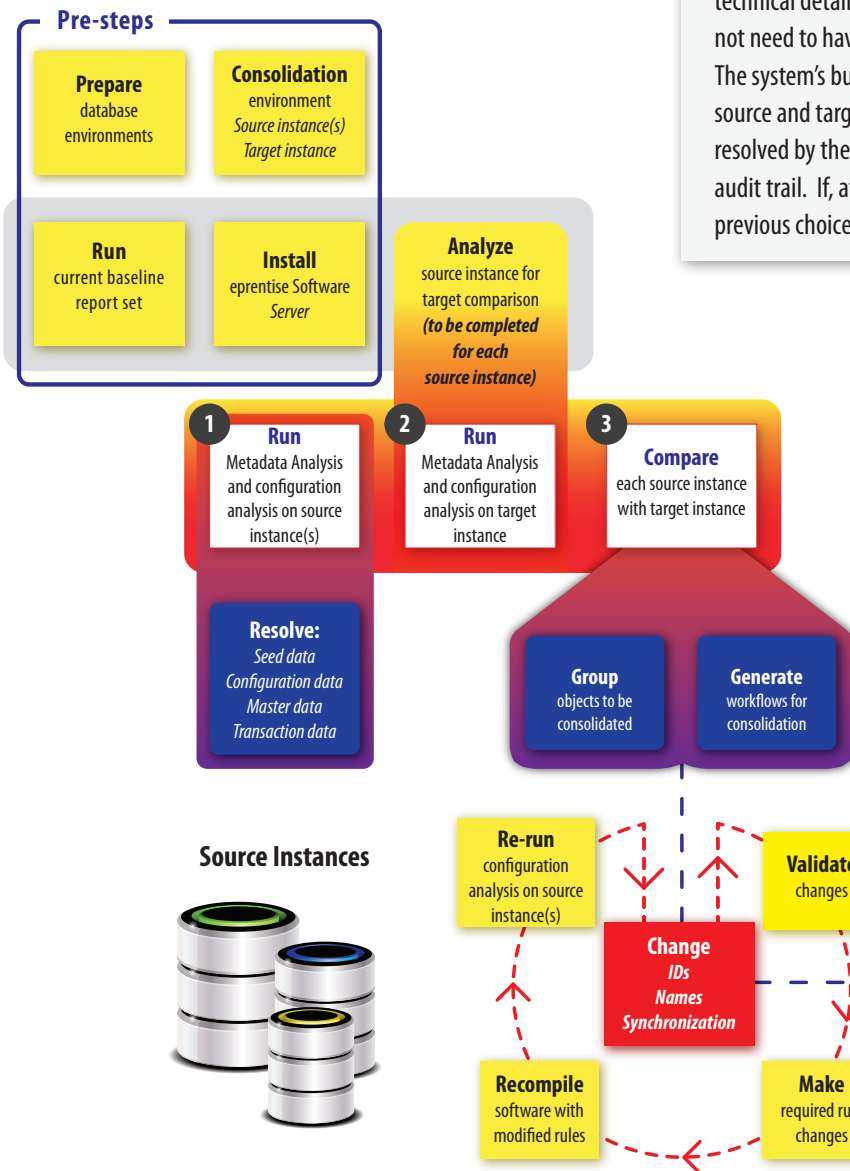 technical detail
not need to hav
The system's bu
source and targ
resolved by the
audit trail. If, a
previous choice
Pre-steps
Prepare
database
environments
Consolidation
environment
Source instance(s)
Target instance
Run
current baseline
report set
Install
eprentise Software
Server
Analyze
source instance for
target comparison
(to be completed
for each
source instance)
1
Run
Metadata Analysis
and configuration
analysis on source
instance(s)
2
Run
Metadata Analysis
and configuration
analysis on target
instance
3
Compare
each source instance
with target instance
Resolve:
Seed data
Configuration data
Master data
Transaction data
Group
objects to be
consolidated
Generate
workflows for
consolidation
Source Instances
Re-run
configuration
analysis on source
instance(s)
Validate
changes
Change
IDs
Names
Synchronization
Recompile
software with
modified rules
Make
required ru
changes